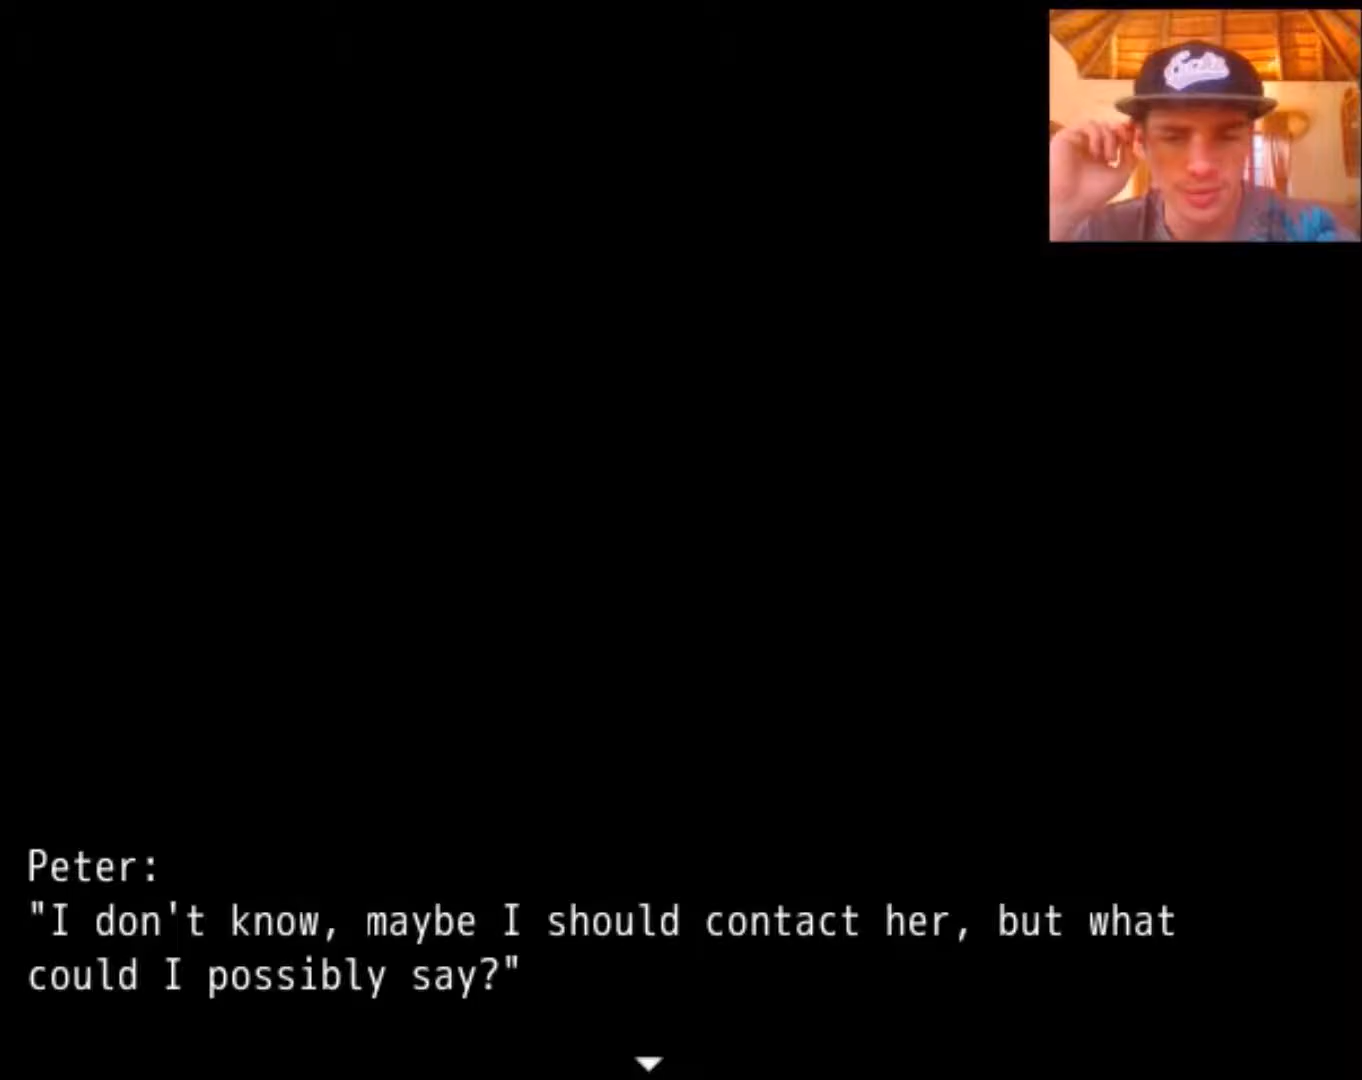 Peter:
"I don't know, maybe I should contact her, but what
could I possibly say?"